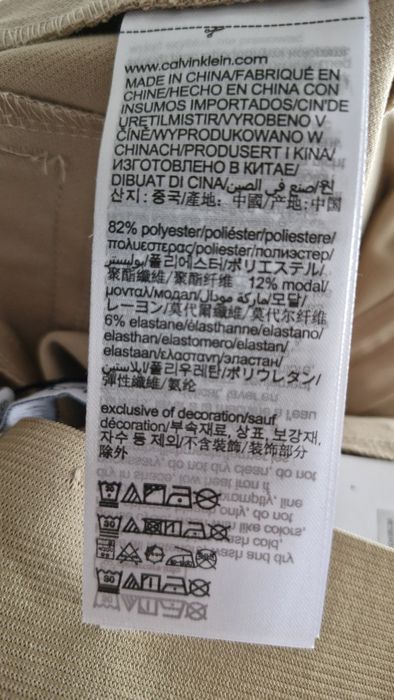 www.calvinklein.com
MADE IN CHINA/FABRIQUÉ EN
CHINE/HECHO EN CHINA CON
INSUMOS IMPORTADOS/CIN'DE
ÜRETILMISTIR/VYROBENO V
ČÍNĚ/WYPRODUKOWANO W
CHINACH/PRODUSERT I KINA/
ИЗГОТОВЛЕНО В КИТАЕ/
DIBUAT DI CINA/صنع في الصين/원
산지: 중국/產地: 中國/产地:中国
82% polyester/poliéster/poliestere/
πολυεστερας/poliester/полиэстер/
بوليستر/폴리에스터/ポリエステル/
聚酯纖維/聚酯纤维 12% modal/
μονταλ/модал/ماركة مودال/모달/
レーヨン/莫代爾纖維/莫代尔纤维
6% elastane/élasthanne/elastano/
elasthan/elastomero/elastan/
elastaan/ελασταν/эластан/
ايلاستين/폴리우레탄/ポリウレタン/
彈性纖維/氨纶
exclusive of decoration/sauf
décoration/부속재료, 상표, 보강재,
자수 등 제외/不含裝飾/装饰部分
除外